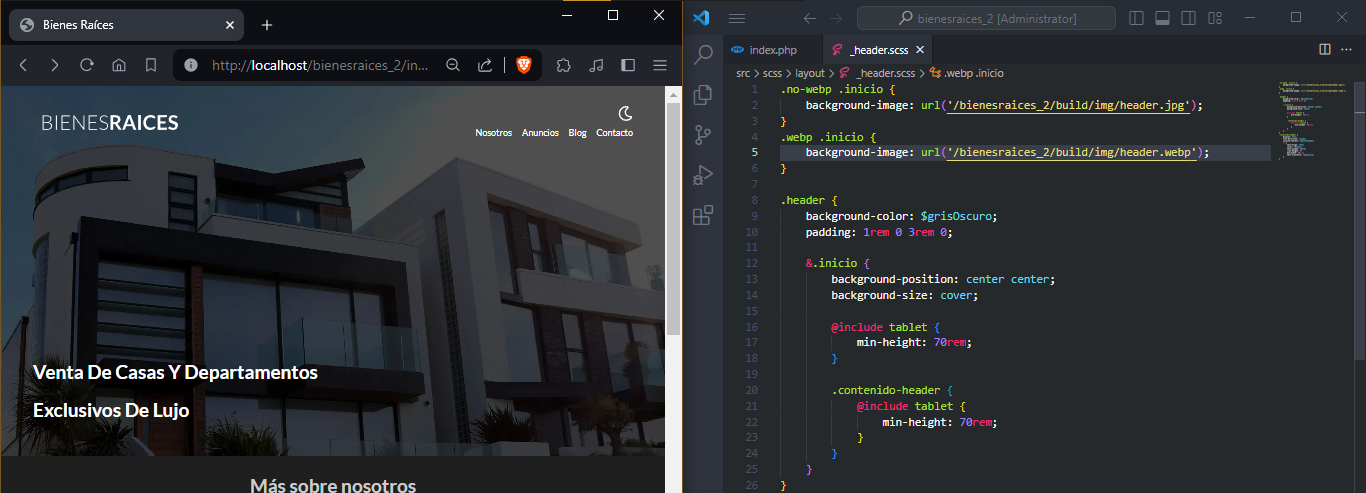 Bienes Raíces
http://localhost/bienesraices_2/in...
BIENESRAICES
Nosotros Anuncios Blog Contacto
Venta De Casas Y Departamentos
Exclusivos De Lujo
Más sobre nosotros
bienesraices_2 [Administrator]
index.php _header.scss
src > scss > layout > _header.scss > .webp .inicio
1 .no-webp .inicio {
2 background-image: url('/bienesraices_2/build/img/header.jpg');
3 }
4 .webp .inicio {
5 background-image: url('/bienesraices_2/build/img/header.webp');
6 }
7
8 .header {
9 background-color: $grisOscuro;
10 padding: 1rem 0 3rem 0;
11
12 &.inicio {
13 background-position: center center;
14 background-size: cover;
15
16 @include tablet {
17 min-height: 70rem;
18 }
19
20 .contenido-header {
21 @include tablet {
22 min-height: 70rem;
23 }
24 }
25 }
26 }